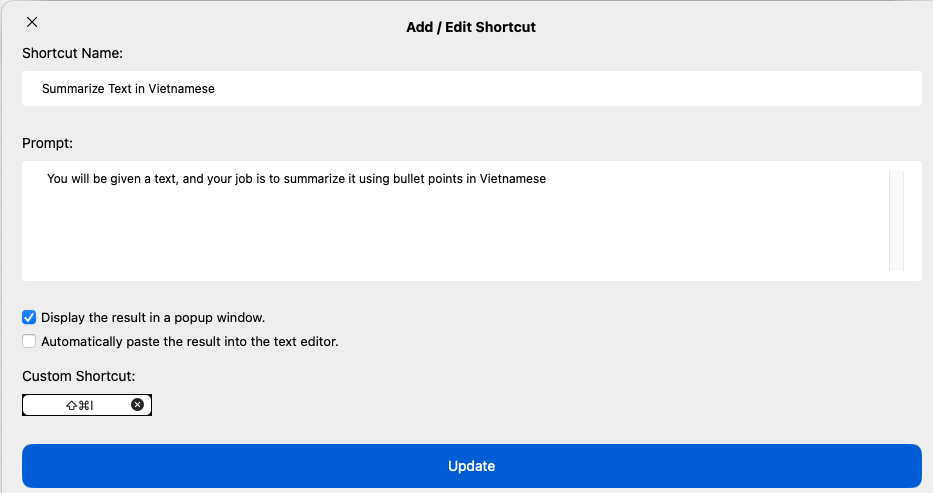 Add / Edit Shortcut
Shortcut Name:
Summarize Text in Vietnamese
Prompt:
You will be given a text, and your job is to summarize it using bullet points in Vietnamese
Display the result in a popup window.
Automatically paste the result into the text editor.
Custom Shortcut:
⇧⌘I
Update